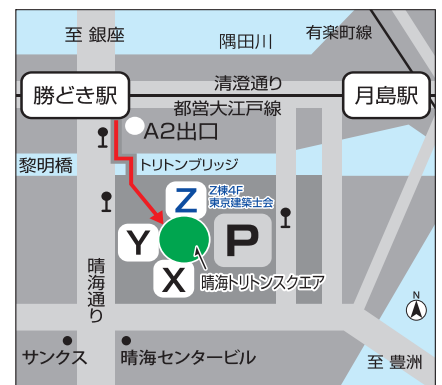 至 銀座
隅田川
有楽町線
清澄通り
勝どき駅
月島駅
都営大江戸線
A2出口
黎明橋
トリトンブリッジ
Z
Z棟4F
東京建築士会
Y
P
X
晴海トリトンスクエア
晴海通り
N
サンクス
晴海センタービル
至 豊洲